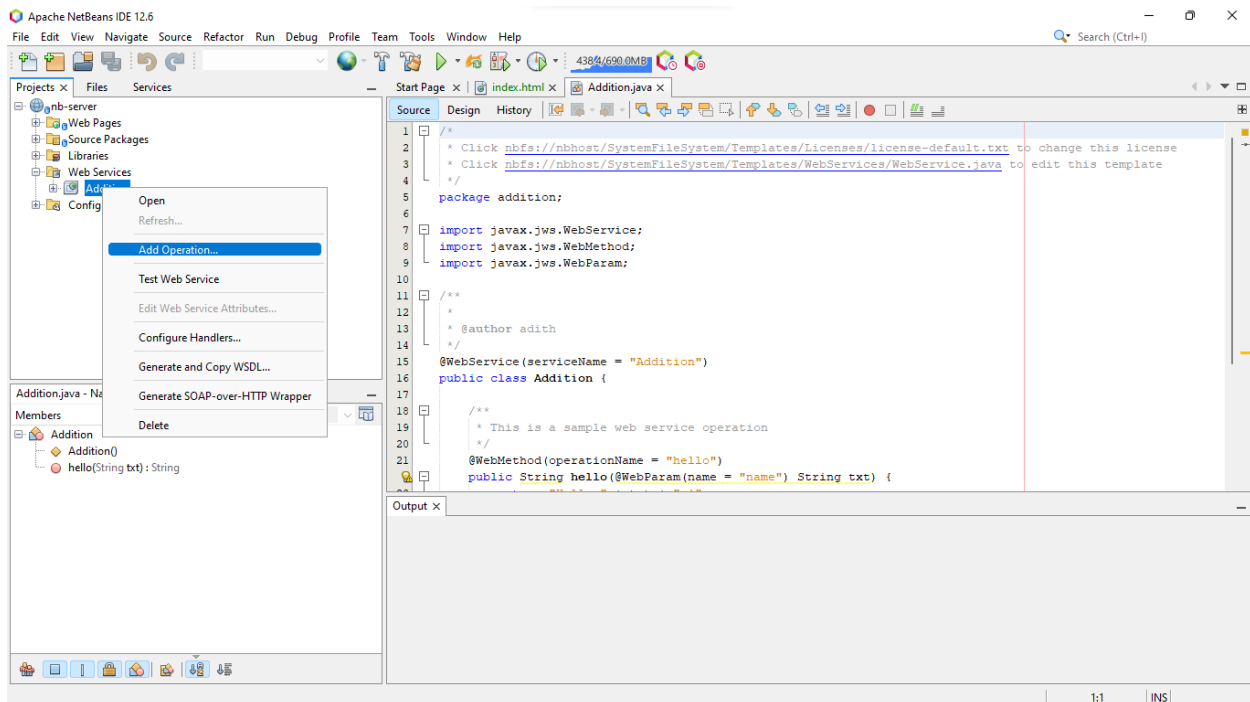 Apache NetBeans IDE 12.6
File Edit View Navigate Source Refactor Run Debug Profile Team Tools Window Help
Search (Ctrl+I)
438.4/690.0MB
Projects Files Services
Start Page index.html Addition.java
nb-server
Web Pages
Source Packages
Libraries
Web Services
Config
Open
Refresh...
Add Operation...
Test Web Service
Edit Web Service Attributes...
Configure Handlers...
Generate and Copy WSDL...
Generate SOAP-over-HTTP Wrapper
Delete
Source Design History
1 /*
2 * Click nbfs://nbhost/SystemFileSystem/Templates/Licenses/license-default.txt to change this license
3 * Click nbfs://nbhost/SystemFileSystem/Templates/WebServices/WebService.java to edit this template
4 */
5 package addition;
6
7 import javax.jws.WebService;
8 import javax.jws.WebMethod;
9 import javax.jws.WebParam;
10
11 /**
12 *
13 * @author adith
14 */
15 @WebService(serviceName = "Addition")
16 public class Addition {
17
18 /**
19 * This is a sample web service operation
20 */
21 @WebMethod(operationName = "hello")
public String hello(@WebParam(name = "name") String txt) {
Addition.java - Na
Members
Addition
Addition()
hello(String txt) : String
Output
1:1 INS